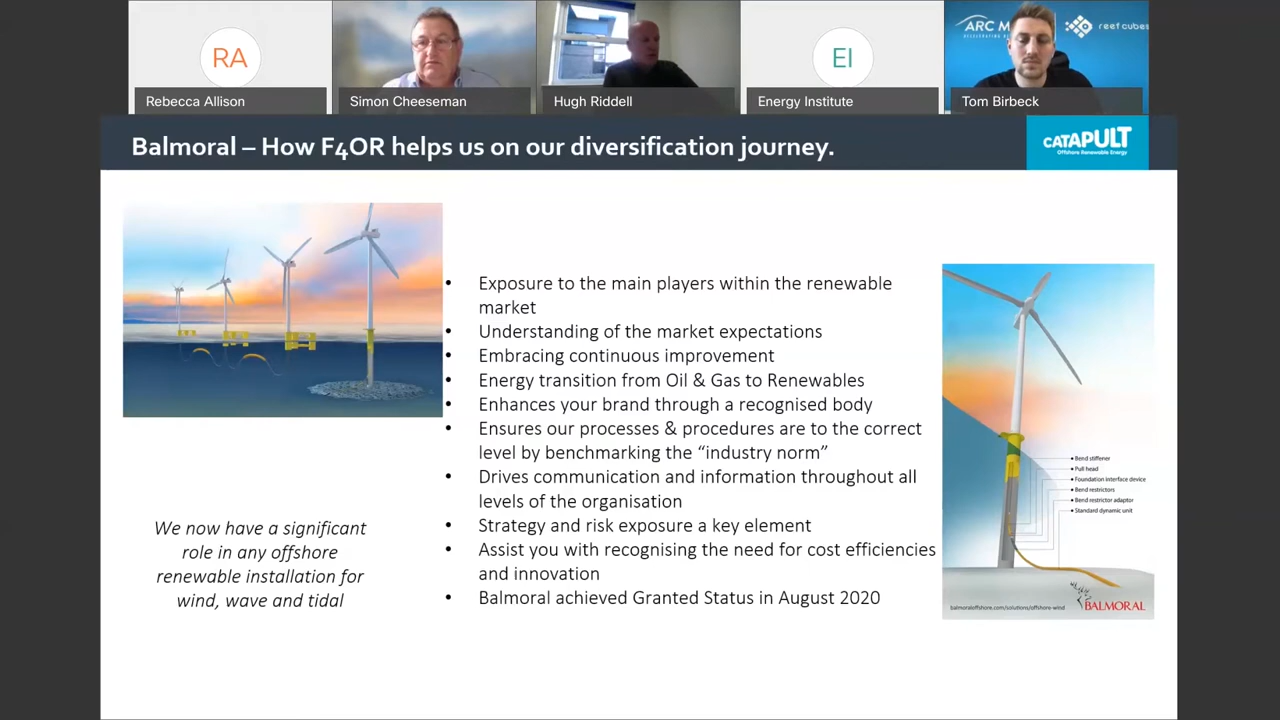 RA
EI
ARC M
reef cubes
Rebecca Allison
Simon Cheeseman
Hugh Riddell
Energy Institute
Tom Birbeck
Balmoral – How F4OR helps us on our diversification journey.
CATAPULT
Offshore Renewable Energy
• Exposure to the main players within the renewable
market
• Understanding of the market expectations
• Embracing continuous improvement
• Energy transition from Oil & Gas to Renewables
• Enhances your brand through a recognised body
• Ensures our processes & procedures are to the correct
level by benchmarking the “industry norm”
• Drives communication and information throughout all
levels of the organisation
• Strategy and risk exposure a key element
• Assist you with recognising the need for cost efficiencies
and innovation
• Balmoral achieved Granted Status in August 2020
We now have a significant
role in any offshore
renewable installation for
wind, wave and tidal
• Bend stiffener
• Pull head
• Foundation interface device
• Bend restrictors
• Bend restrictor adaptor
• Standard dynamic unit
balmoraloffshore.com/solutions/offshore-wind
BALMORAL